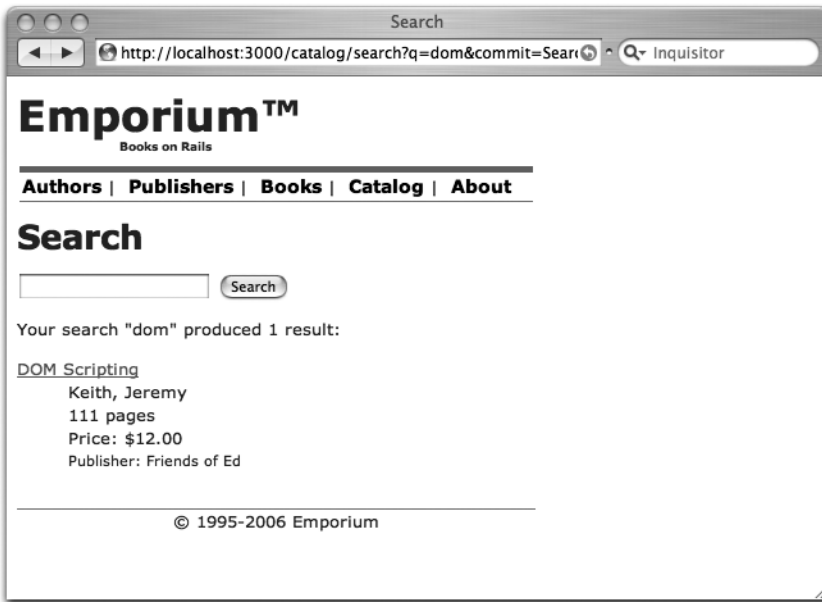 Search
http://localhost:3000/catalog/search?q=dom&commit=Sear
Inquisitor
Emporium™
Books on Rails
Authors | Publishers | Books | Catalog | About
Search
Search
Your search "dom" produced 1 result:
DOM Scripting
Keith, Jeremy
111 pages
Price: $12.00
Publisher: Friends of Ed
© 1995-2006 Emporium